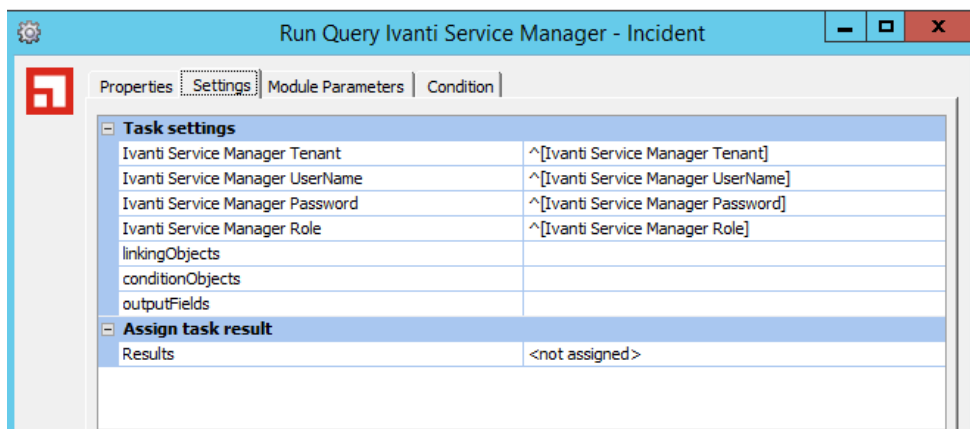 Run Query Ivanti Service Manager - Incident
Properties Settings Module Parameters Condition
Task settings
Ivanti Service Manager Tenant ^[Ivanti Service Manager Tenant]
Ivanti Service Manager UserName ^[Ivanti Service Manager UserName]
Ivanti Service Manager Password ^[Ivanti Service Manager Password]
Ivanti Service Manager Role ^[Ivanti Service Manager Role]
linkingObjects
conditionObjects
outputFields
Assign task result
Results <not assigned>